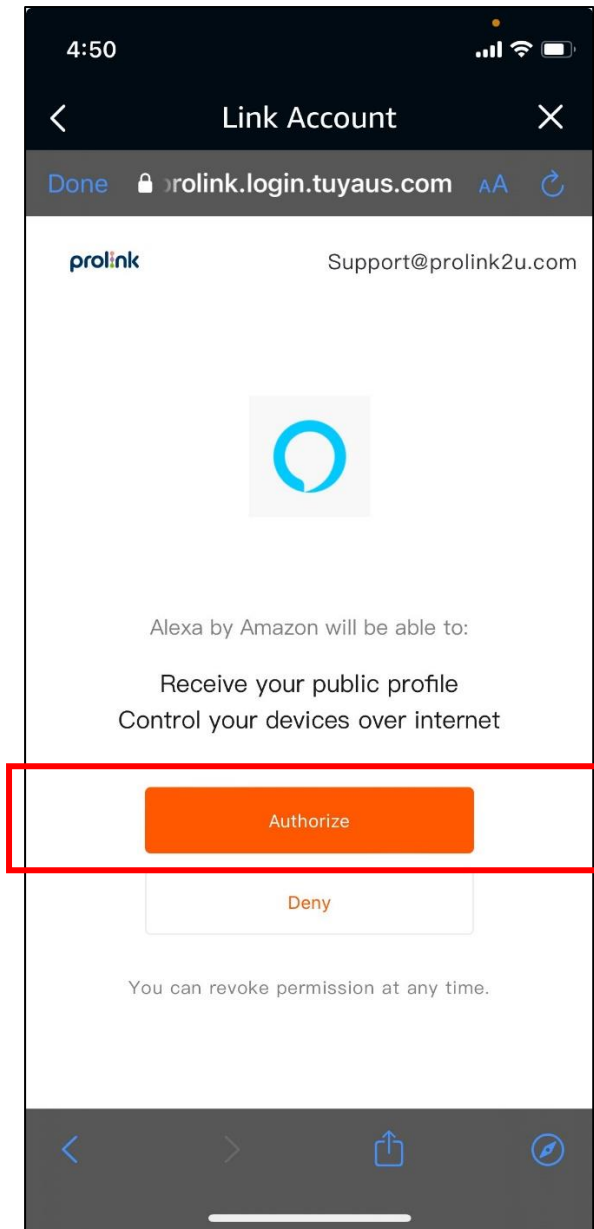 4:50
Link Account
Done prolink.login.tuyaus.com AA
prolink Support@prolink2u.com
Alexa by Amazon will be able to:
Receive your public profile
Control your devices over internet
Authorize
Deny
You can revoke permission at any time.